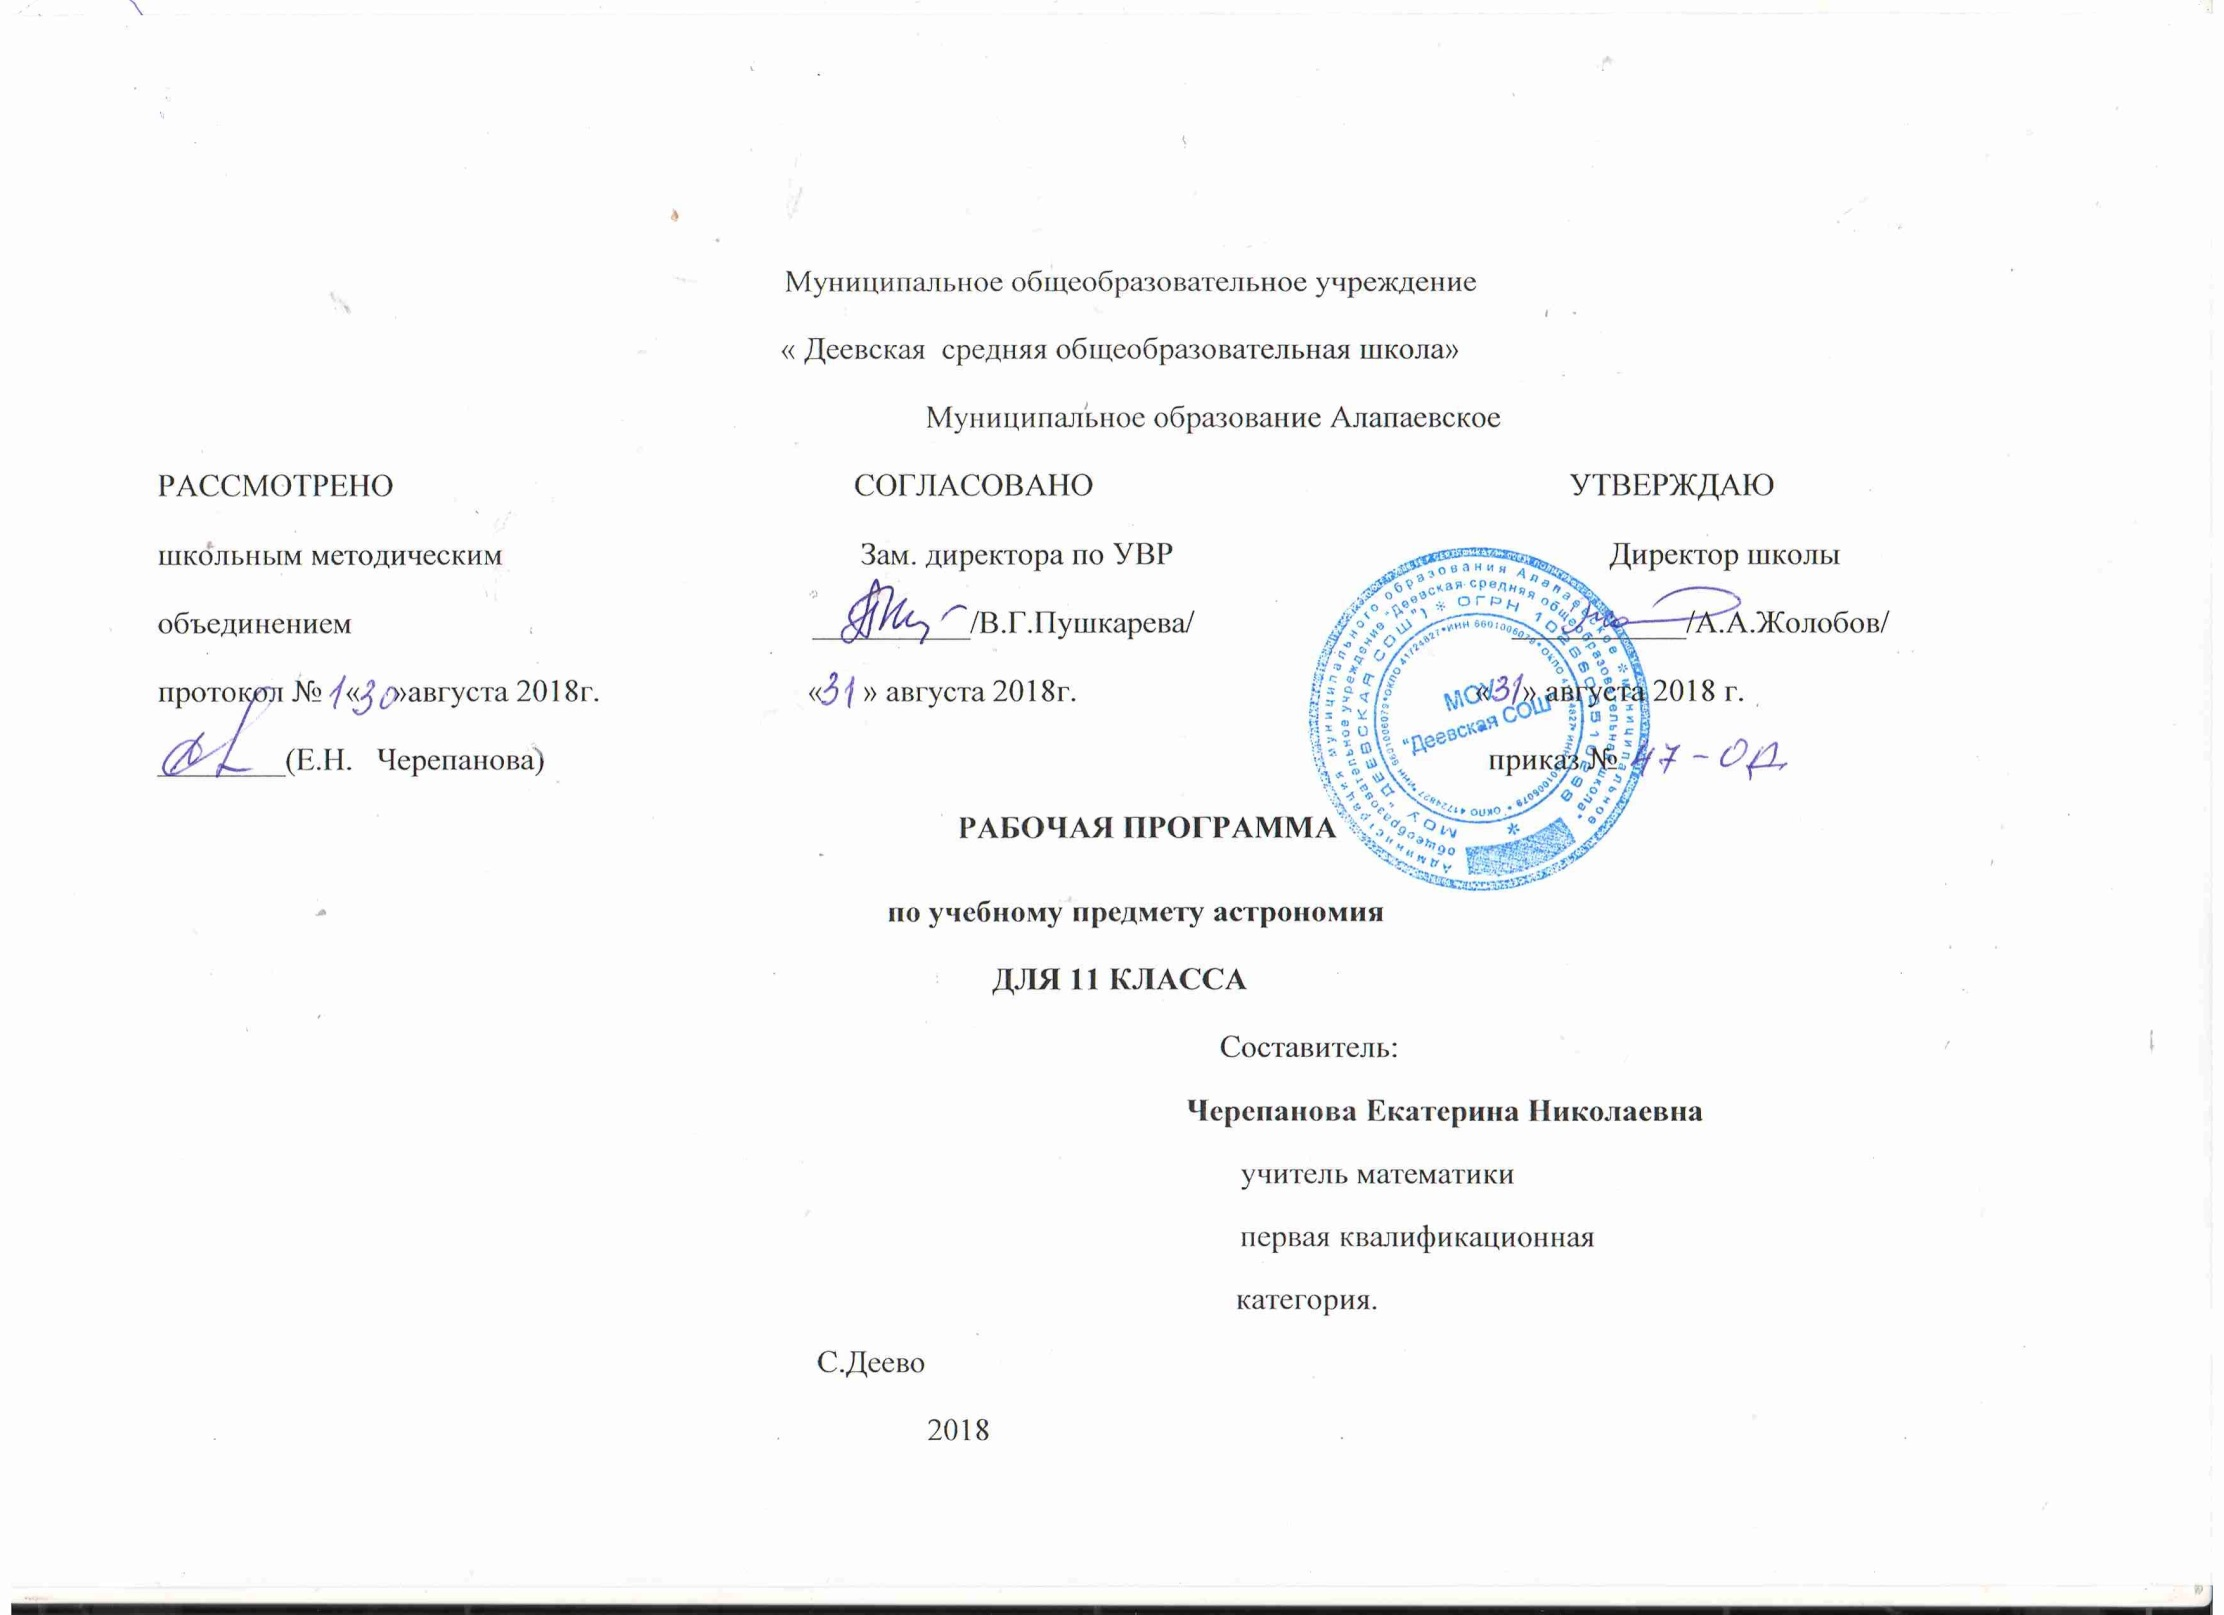 Муниципальное общеобразовательное учреждение
« Деевская средняя общеобразовательная школа»
Муниципальное образование Алапаевское
РАССМОТРЕНО СОГЛАСОВАНО УТВЕРЖДАЮ
школьным методическим Зам. директора по УВР Директор школы
объединением ___________/В.Г.Пушкарева/ ____________/А.А.Жолобов/
протокол № 1 «30»августа 2018г. «31» августа 2018г. «31» августа 2018 г.
_________(Е.Н. Черепанова) приказ № 47-ОД
МОУ
"Деевская СОШ"
РАБОЧАЯ ПРОГРАММА
по учебному предмету астрономия
ДЛЯ 11 КЛАССА
Составитель:
Черепанова Екатерина Николаевна
учитель математики
первая квалификационная
категория.
С.Деево
2018